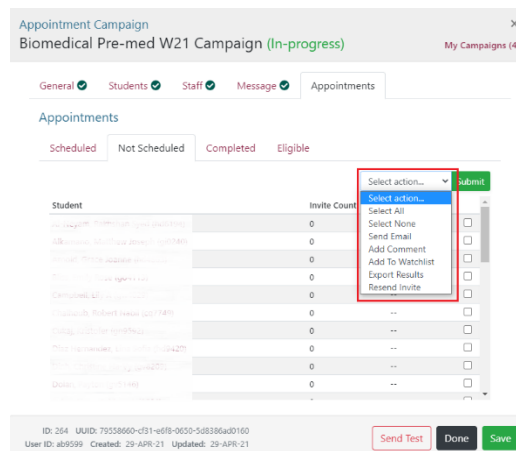 Appointment Campaign
Biomedical Pre-med W21 Campaign (In-progress)
My Campaigns (4
General Students Staff Message Appointments
Appointments
Scheduled Not Scheduled Completed Eligible
Select action... Submit
Select action...
Select All
Select None
Send Email
Add Comment
Add To Watchlist
Export Results
Resend Invite
Student Invite Count
0
0
0
0
0
0 --
0 --
0 --
0 --
0 --
ID: 264 UUID: 79558660-cf31-e6f8-0650-5d8386ad0160
User ID: ab9599 Created: 29-APR-21 Updated: 29-APR-21
Send Test Done Save